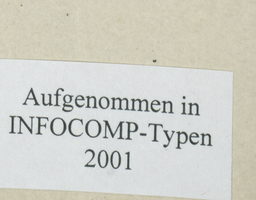 Aufgenommen in
INFOCOMP-Typen
2001